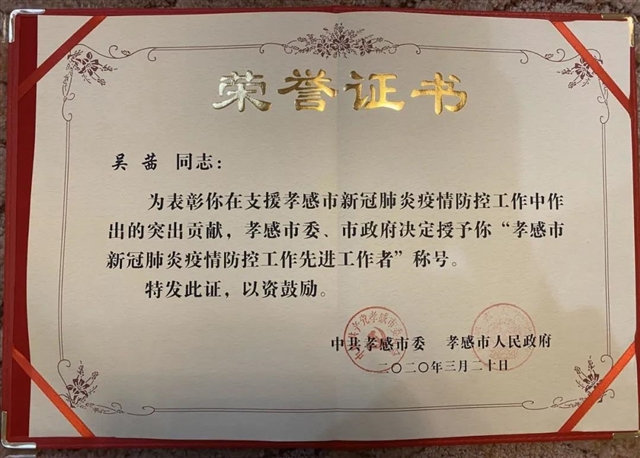 荣誉证书
吴茜 同志：
为表彰你在支援孝感市新冠肺炎疫情防控工作中作
出的突出贡献，孝感市委、市政府决定授予你“孝感市
新冠肺炎疫情防控工作先进工作者”称号。
特发此证，以资鼓励。
中共孝感市委 孝感市人民政府
二〇二〇年三月二十日